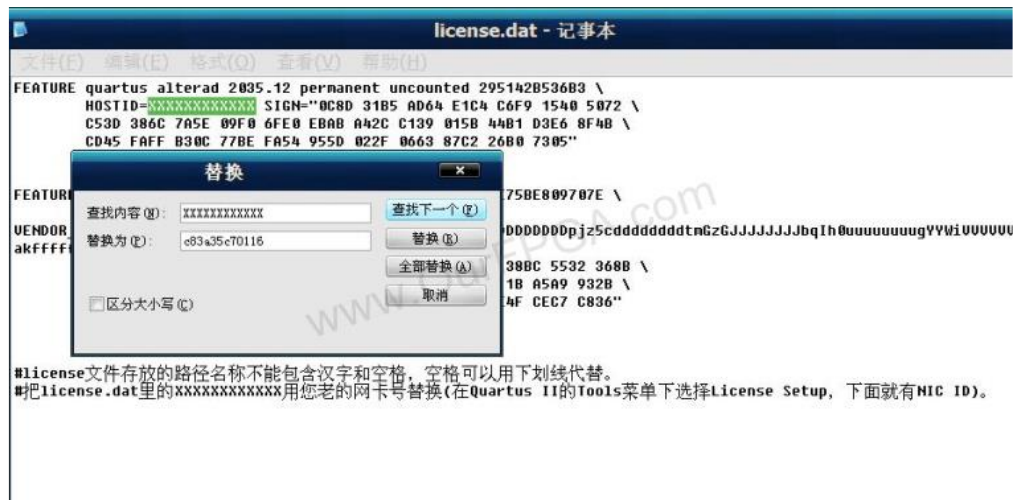 license.dat - 记事本
文件(F) 编辑(E) 格式(O) 查看(V) 帮助(H)
FEATURE quartus alterad 2035.12 permanent uncounted 295142B536B3 \
HOSTID=XXXXXXXXXXXX SIGN="0C8D 31B5 AD64 E1C4 C6F9 1540 5072 \
C53D 386C 7A5E 09F0 6FE0 EBAB A42C C139 015B 44B1 D3E6 8F4B \
CD45 FAFF B30C 77BE FA54 955D 022F 0663 87C2 26B0 7305"
替换
查找内容(N): XXXXXXXXXXXX 查找下一个(F)
替换为(P): c83a35c70116 替换(R)
全部替换(A)
取消
区分大小写(C)
FEATUR 75BE809707E \
VENDOR_
akffff
38BC 5532 368B \
1B A5A9 932B \
4F CEC7 C836"
#license文件存放的路径名称不能包含汉字和空格，空格可以用下划线代替。
#把license.dat里的XXXXXXXXXXXX用您老的网卡号替换(在Quartus II的Tools菜单下选择License Setup, 下面就有NIC ID)。
www.OurFPGA.com